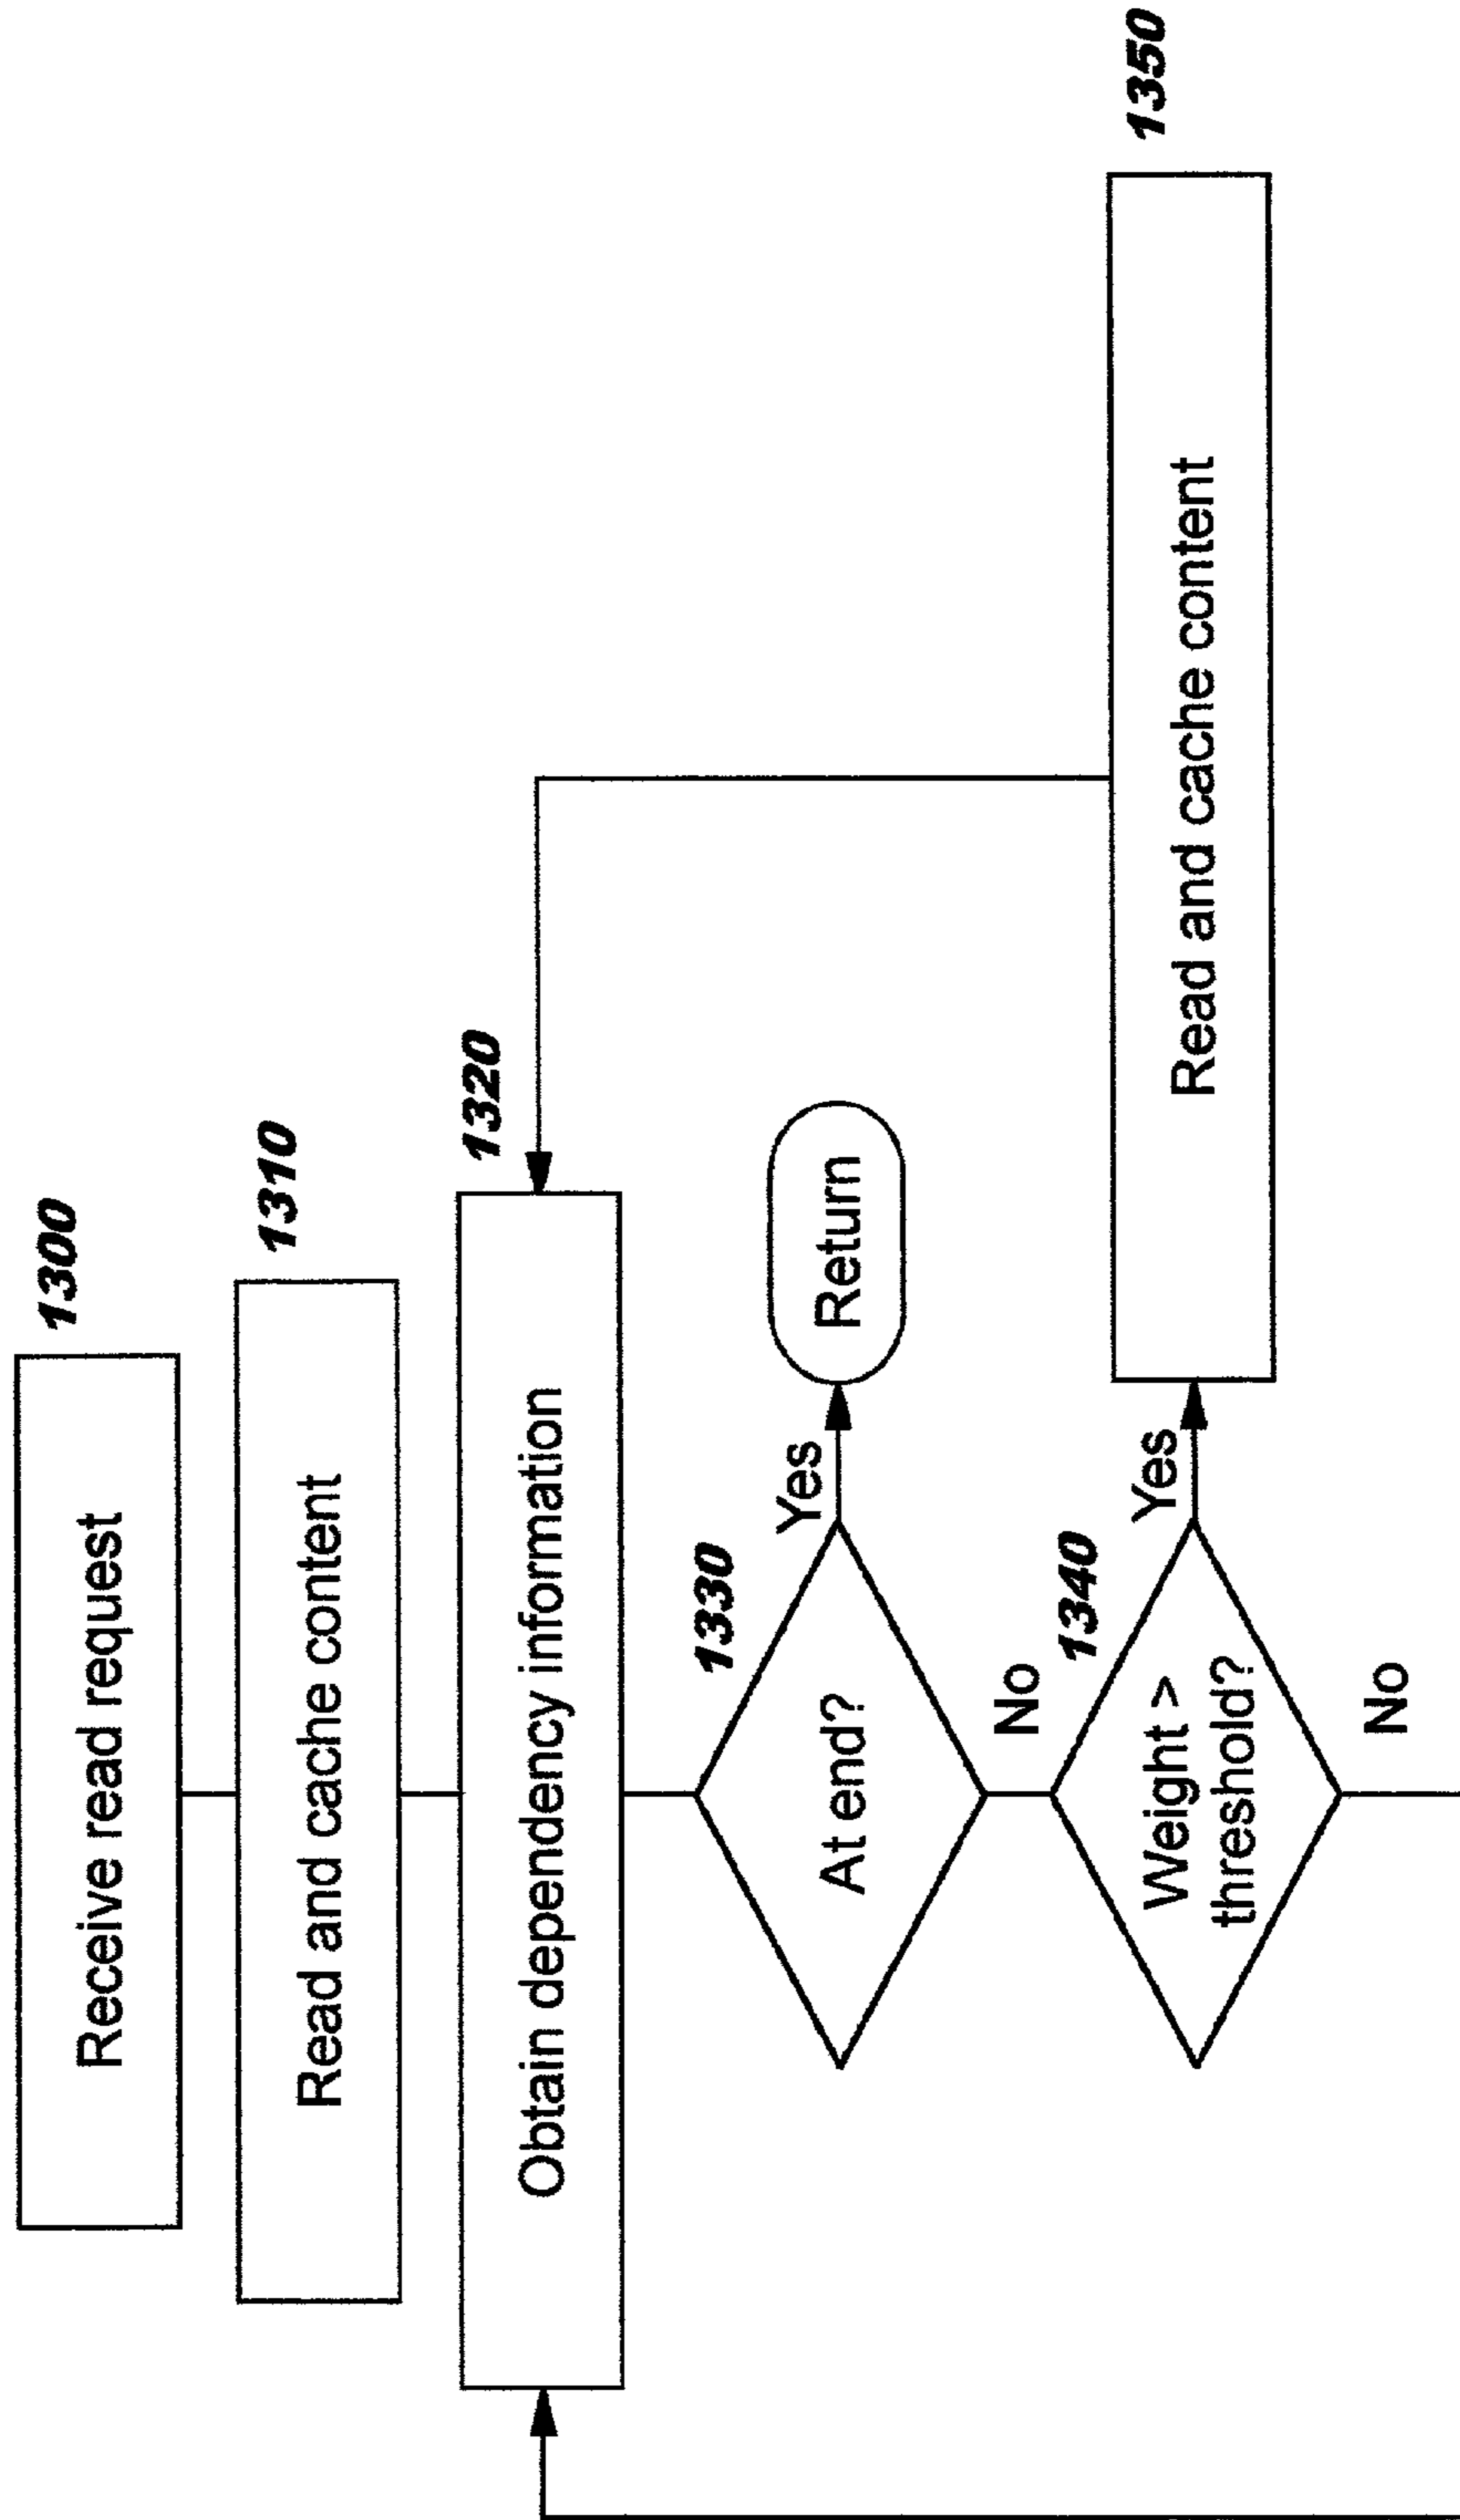 1300
Receive read request
1310
Read and cache content
1320
Obtain dependency information
1330
At end?
Yes
Return
No
1340
Weight >
threshold?
Yes
1350
Read and cache content
No